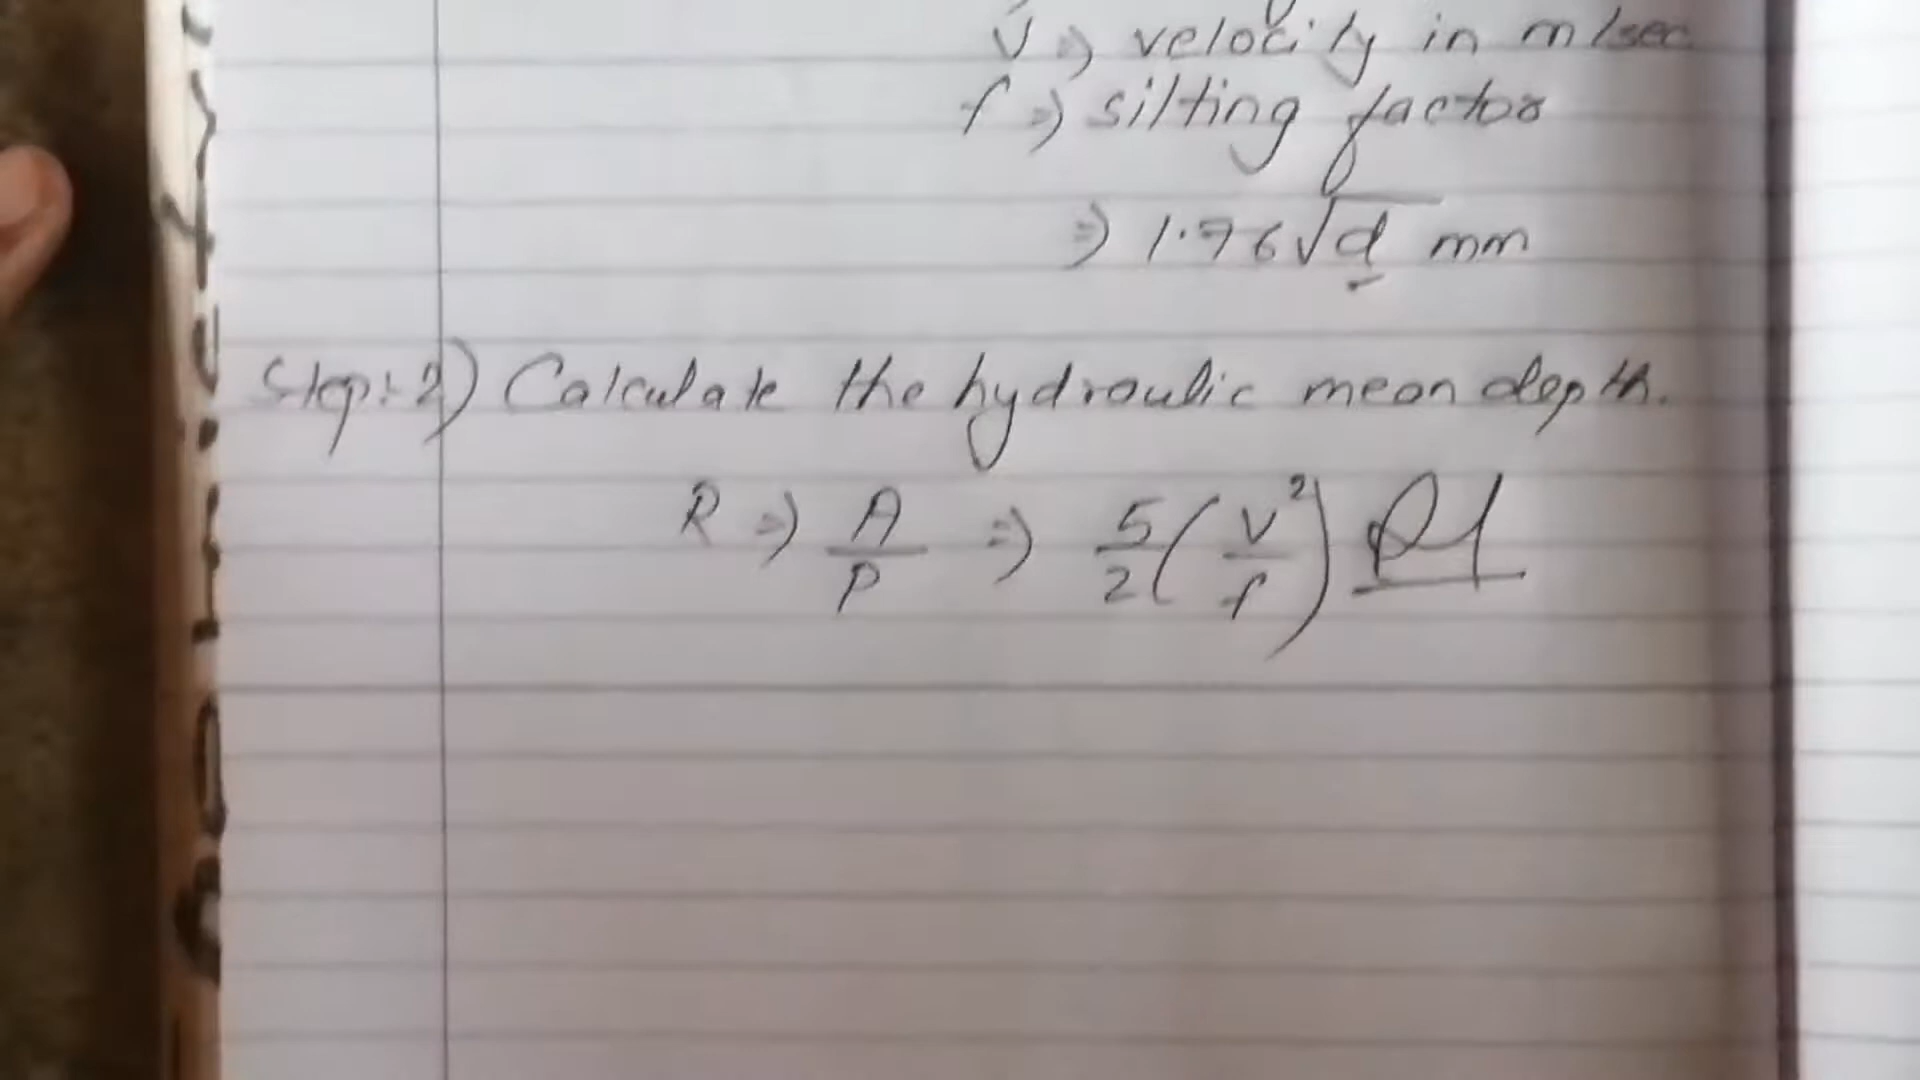 V => velocity in m/sec
f => silting factor
=> 1.76√d mm
Step:-2) Calculate the hydraulic mean depth.
R => A/P => 5/2 (V²/f)